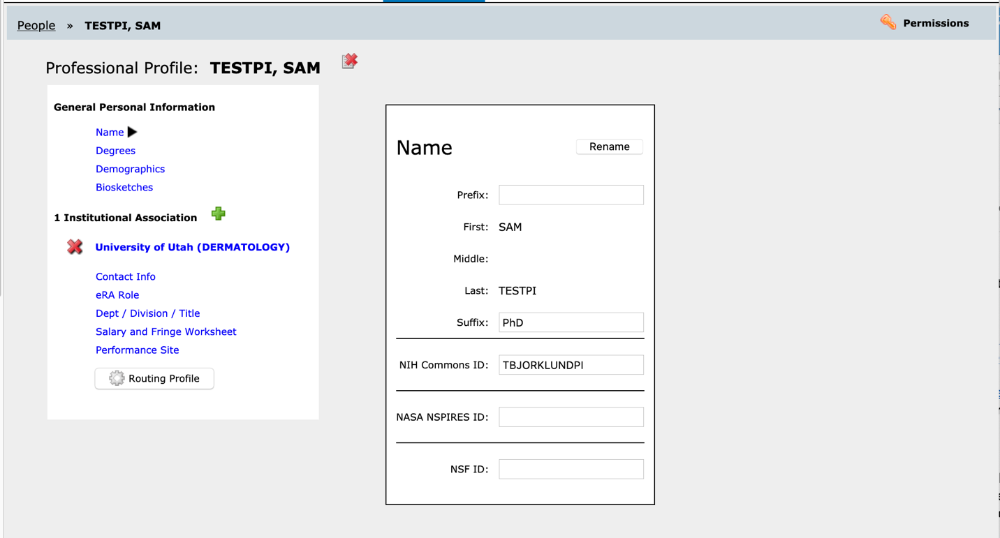 People » TESTPI, SAM
Permissions
Professional Profile: TESTPI, SAM
General Personal Information
Name
Degrees
Demographics
Biosketches
1 Institutional Association
University of Utah (DERMATOLOGY)
Contact Info
eRA Role
Dept / Division / Title
Salary and Fringe Worksheet
Performance Site
Routing Profile
Name
Rename
Prefix:
First: SAM
Middle:
Last: TESTPI
Suffix: PhD
NIH Commons ID: TBJORKLUNDPI
NASA NSPIRES ID:
NSF ID: